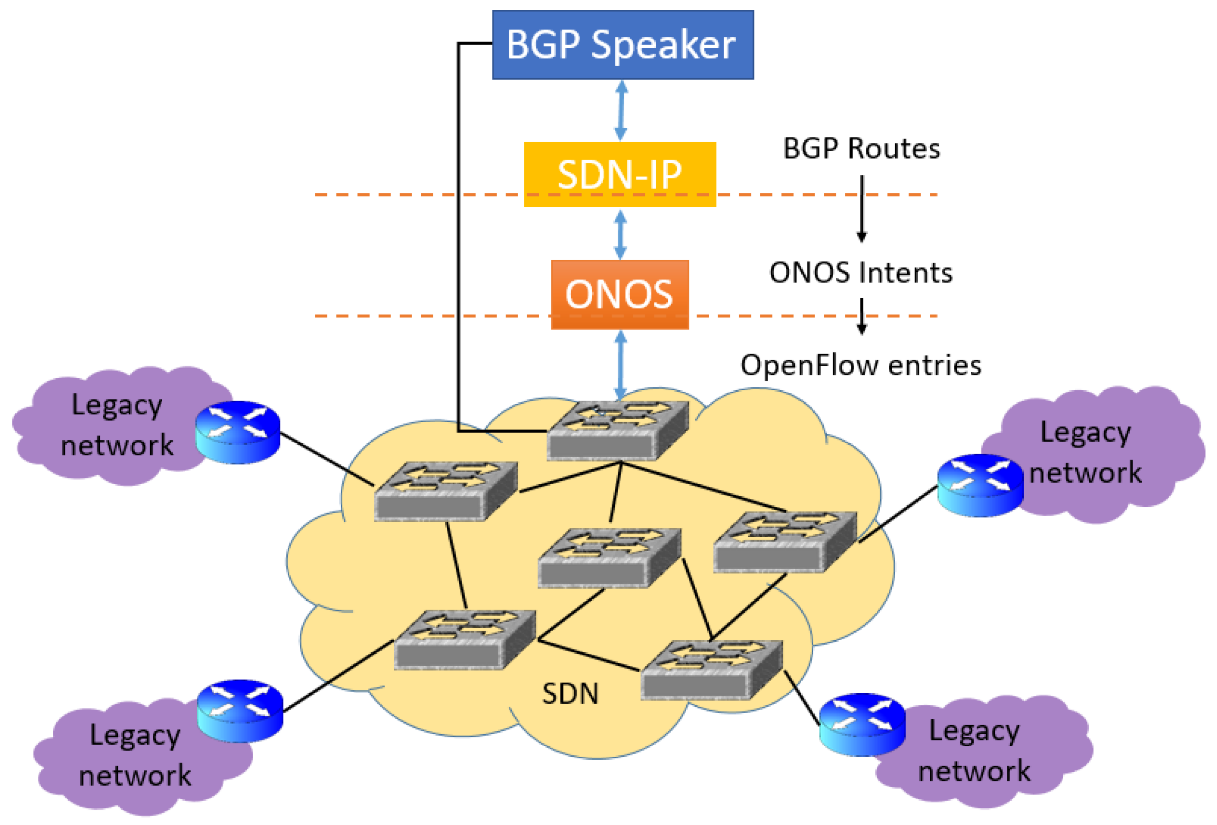 BGP Speaker
SDN-IP
BGP Routes
ONOS
ONOS Intents
OpenFlow entries
Legacy
network
Legacy
network
SDN
Legacy
network
Legacy
network